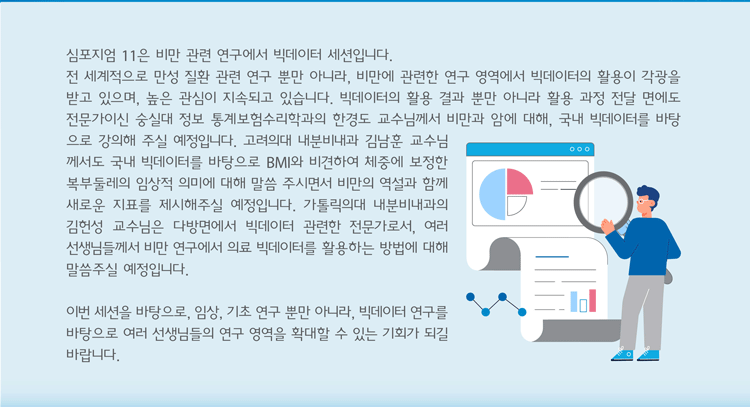 심포지엄 11은 비만 관련 연구에서 빅데이터 세션입니다.
전 세계적으로 만성 질환 관련 연구 뿐만 아니라, 비만에 관련한 연구 영역에서 빅데이터의 활용이 각광을
받고 있으며, 높은 관심이 지속되고 있습니다. 빅데이터의 활용 결과 뿐만 아니라 활용 과정 전달 면에도
전문가이신 숭실대 정보 통계보험수리학과의 한경도 교수님께서 비만과 암에 대해, 국내 빅데이터를 바탕
으로 강의해 주실 예정입니다. 고려의대 내분비내과 김남훈 교수님
께서도 국내 빅데이터를 바탕으로 BMI와 비견하여 체중에 보정한
복부둘레의 임상적 의미에 대해 말씀 주시면서 비만의 역설과 함께
새로운 지표를 제시해주실 예정입니다. 가톨릭의대 내분비내과의
김헌성 교수님은 다방면에서 빅데이터 관련한 전문가로서, 여러
선생님들께서 비만 연구에서 의료 빅데이터를 활용하는 방법에 대해
말씀주실 예정입니다.
이번 세션을 바탕으로, 임상, 기초 연구 뿐만 아니라, 빅데이터 연구를
바탕으로 여러 선생님들의 연구 영역을 확대할 수 있는 기회가 되길
바랍니다.